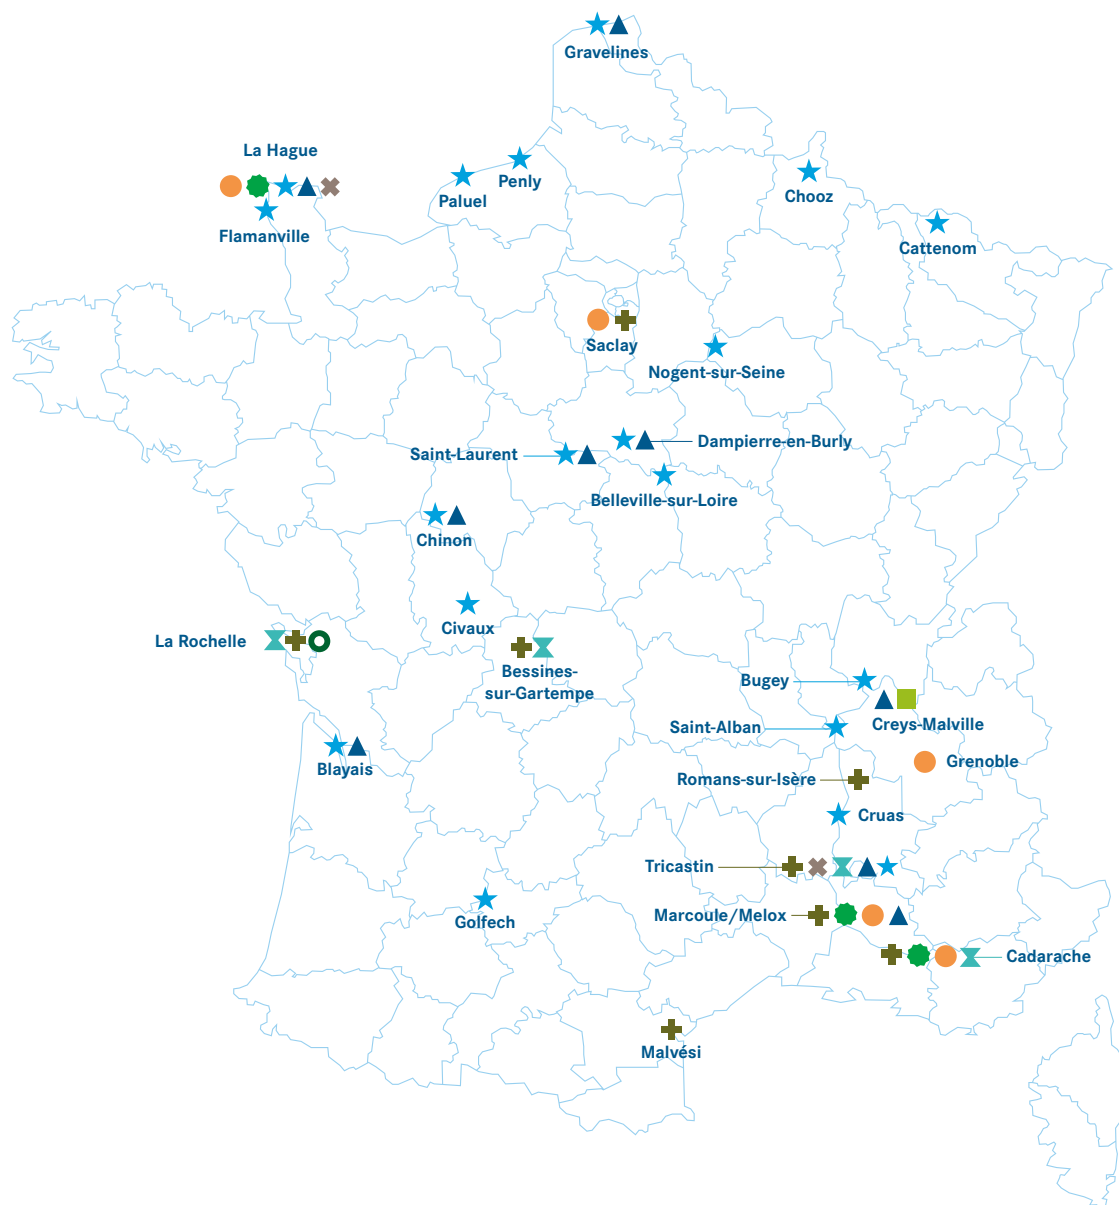 Gravelines
La Hague
Penly
Paluel
Chooz
Flamanville
Cattenom
Saclay
Nogent-sur-Seine
Dampierre-en-Burly
Saint-Laurent
Belleville-sur-Loire
Chinon
Civaux
La Rochelle
Bessines-
sur-Gartempe
Bugey
Creys-Malville
Saint-Alban
Blayais
Grenoble
Romans-sur-Isère
Cruas
Tricastin
Marcoule/Melox
Golfech
Cadarache
Malvési